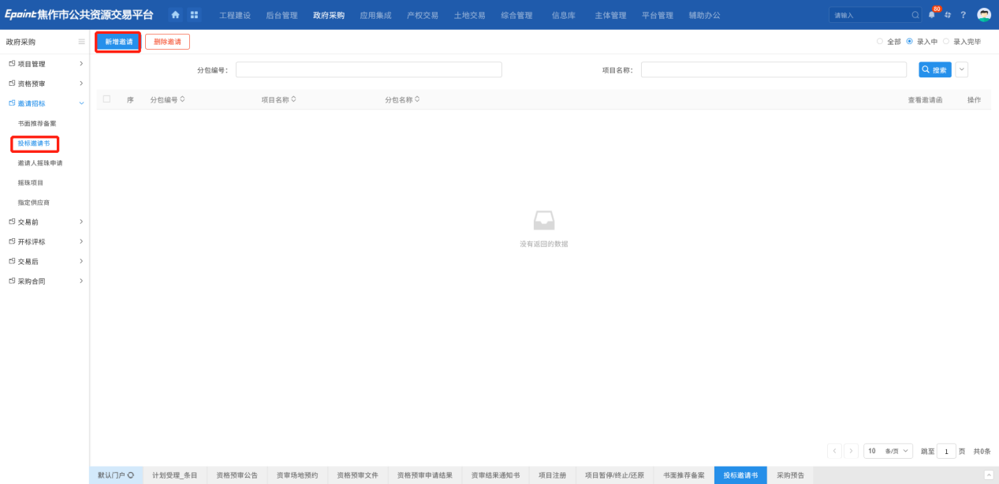 Epoint焦作市公共资源交易平台
工程建设 后台管理 政府采购 应用集成 产权交易 土地交易 综合管理 信息库 主体管理 平台管理 辅助办公
请输入
80
?
政府采购
新增邀请 删除邀请
全部 录入中 录入完毕
项目管理
资格预审
邀请招标
书面推荐备案
投标邀请书
邀请人摇珠申请
摇珠项目
指定供应商
交易前
开标评标
交易后
采购合同
分包编号： 项目名称： 搜索
序 分包编号 项目名称 分包名称 查看邀请函 操作
没有返回的数据
10 条/页 跳至 1 页 共0条
默认门户 计划受理_条目 资格预审公告 资审场地预约 资格预审文件 资格预审申请结果 资审结果通知书 项目注册 项目暂停/终止/还原 书面推荐备案 投标邀请书 采购预告